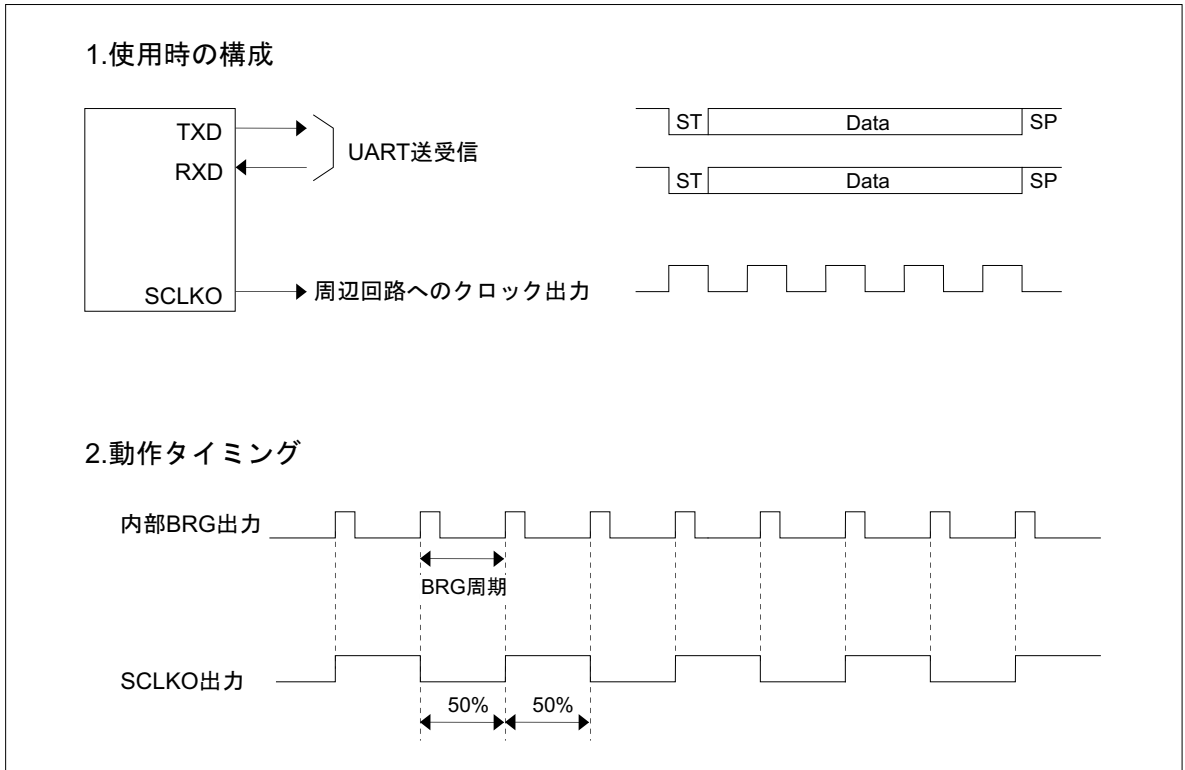 1.使用時の構成
TXD
RXD
UART送受信
SCLKO
周辺回路へのクロック出力
ST Data SP
ST Data SP
2.動作タイミング
内部BRG出力
BRG周期
SCLKO出力
50% 50%